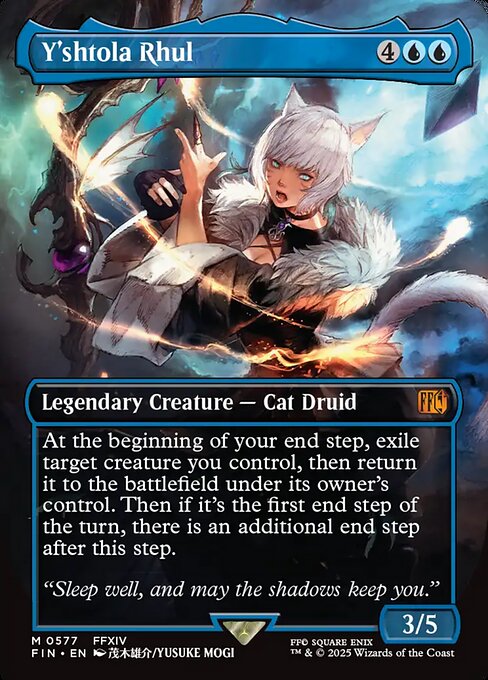 Y'shtola Rhul 4
Legendary Creature — Cat Druid
At the beginning of your end step, exile
target creature you control, then return
it to the battlefield under its owner's
control. Then if it's the first end step of
the turn, there is an additional end step
after this step.
“Sleep well, and may the shadows keep you.”
3/5
M 0577 FFXIV
FIN • EN 茂木雄介/YUSUKE MOGI
FF© SQUARE ENIX
™ & © 2025 Wizards of the Coast